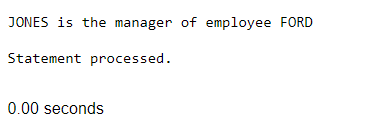 JONES is the manager of employee FORD
Statement processed.
0.00 seconds